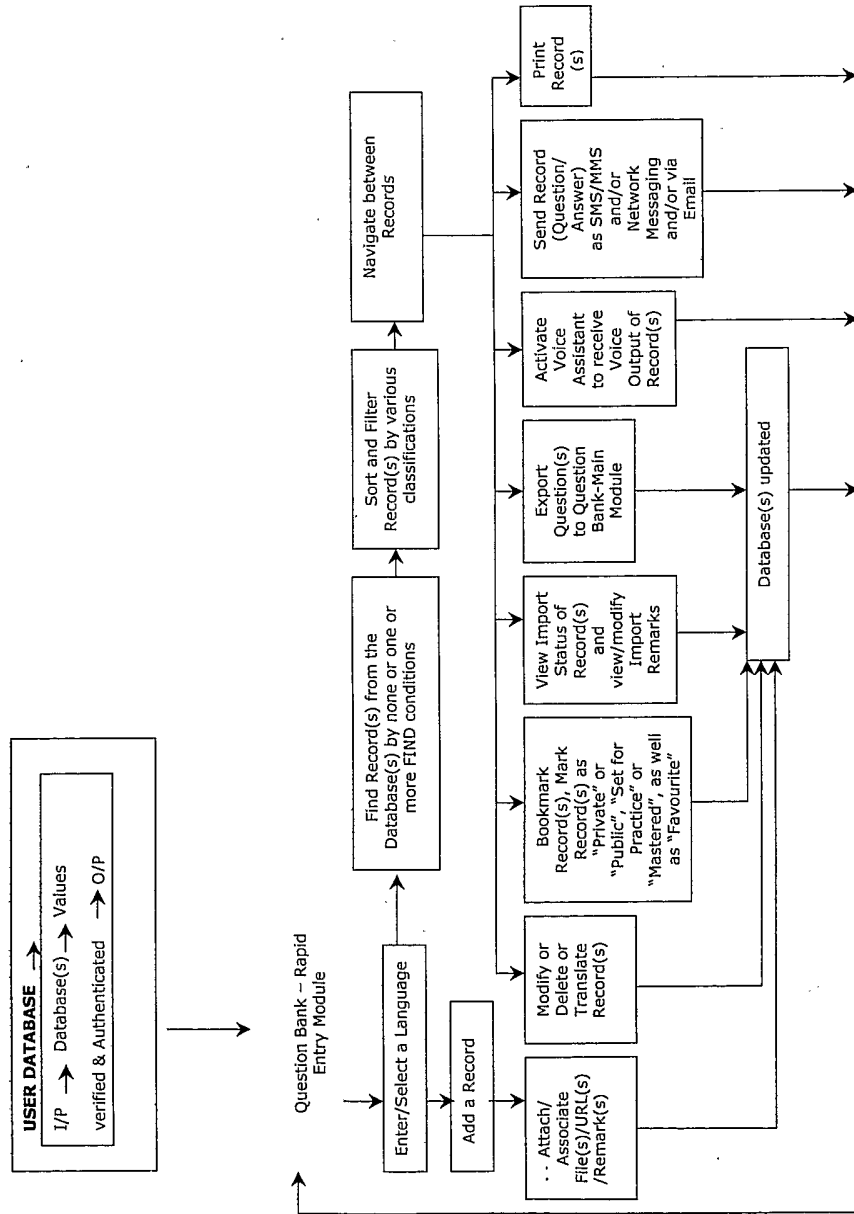 USER DATABASE
I/P Database(s) Values
verified & Authenticated O/P
Question Bank – Rapid
Entry Module
Enter/Select a Language
Find Record(s) from the
Database(s) by none or one or
more FIND conditions
Sort and Filter
Record(s) by various
classifications
Navigate between
Records
Add a Record
Attach/
Associate
File(s)/URL(s)
/Remark(s)
Modify or
Delete or
Translate
Record(s)
Bookmark
Record(s), Mark
Record(s) as
“Private” or
“Public”, “Set for
Practice” or
“Mastered”, as well
as “Favourite”
View Import
Status of
Record(s)
and
view/modify
Import
Remarks
Export
Question(s)
to Question
Bank-Main
Module
Activate
Voice
Assistant
to receive
Voice
Output of
Record(s)
Send Record
(Question/
Answer)
as SMS/MMS
and/or
Network
Messaging
and/or via
Email
Print
Record
(s)
Database(s) updated